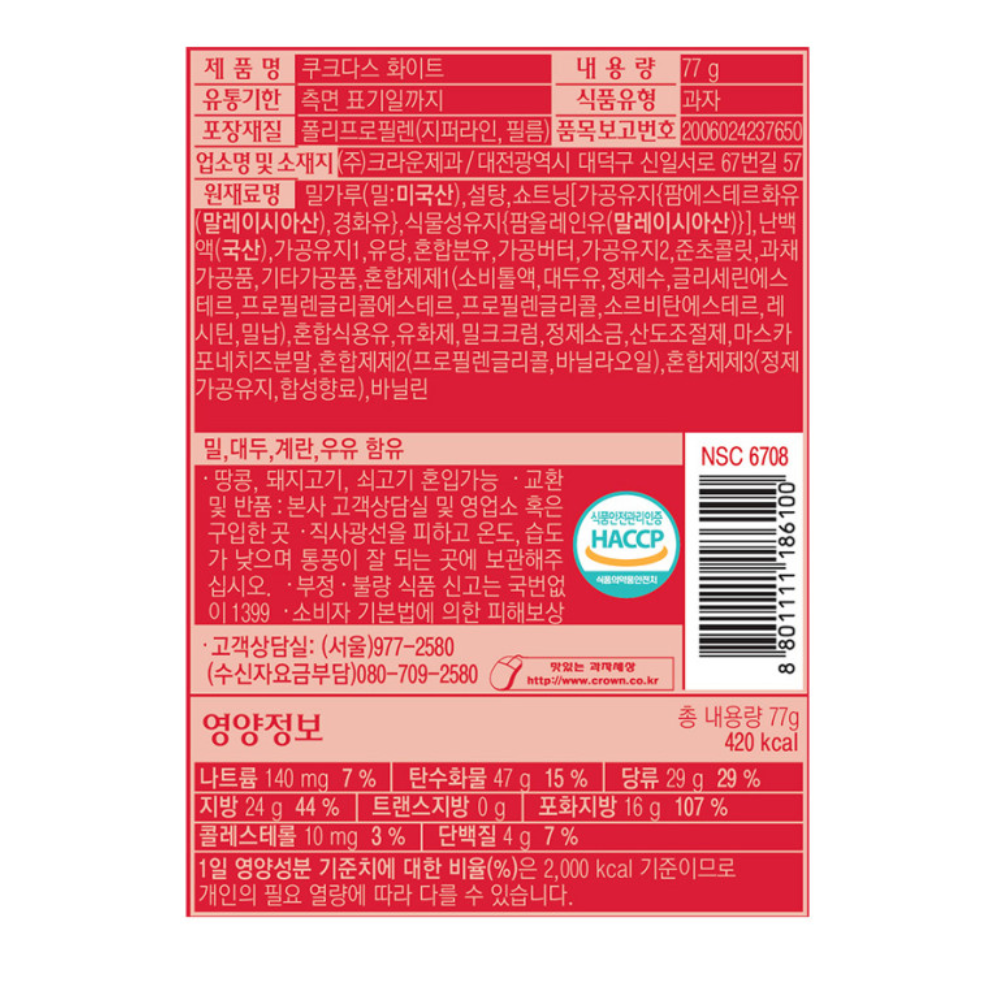 제 품 명 쿠크다스 화이트 내 용 량 77 g
유통기한 측면 표기일까지 식품유형 과자
포장재질 폴리프로필렌(지퍼라인, 필름) 품목보고번호 2006024237650
업소명 및 소재지 (주)크라운제과 / 대전광역시 대덕구 신일서로 67번길 57
원재료명 밀가루(밀:미국산),설탕,쇼트닝[가공유지{팜에스테르화유
(말레이시아산),경화유},식물성유지{팜올레인유(말레이시아산)}],난백
액(국산),가공유지1,유당,혼합분유,가공버터,가공유지2,준초콜릿,과채
가공품,기타가공품,혼합제제1(소비톨액,대두유,정제수,글리세린에스
테르,프로필렌글리콜에스테르,프로필렌글리콜,소르비탄에스테르,레
시틴,밀납),혼합식용유,유화제,밀크크럼,정제소금,산도조절제,마스카
포네치즈분말,혼합제제2(프로필렌글리콜,바닐라오일),혼합제제3(정제
가공유지,합성향료),바닐린
밀,대두,계란,우유 함유
· 땅콩, 돼지고기, 쇠고기 혼입가능 · 교환
및 반품 : 본사 고객상담실 및 영업소 혹은
구입한 곳 · 직사광선을 피하고 온도, 습도
가 낮으며 통풍이 잘 되는 곳에 보관해주
십시오. · 부정 · 불량 식품 신고는 국번없
이 1399 · 소비자 기본법에 의한 피해보상
식품안전관리인증
HACCP
식품의약품안전처
NSC 6708
8 801111 186100
· 고객상담실: (서울)977-2580
(수신자요금부담)080-709-2580
맛있는 과자세상
http://www.crown.co.kr
영양정보
총 내용량 77g
420 kcal
나트륨 140 mg 7 % | 탄수화물 47 g 15 % | 당류 29 g 29 %
지방 24 g 44 % | 트랜스지방 0 g | 포화지방 16 g 107 %
콜레스테롤 10 mg 3 % | 단백질 4 g 7 %
1일 영양성분 기준치에 대한 비율(%)은 2,000 kcal 기준이므로
개인의 필요 열량에 따라 다를 수 있습니다.